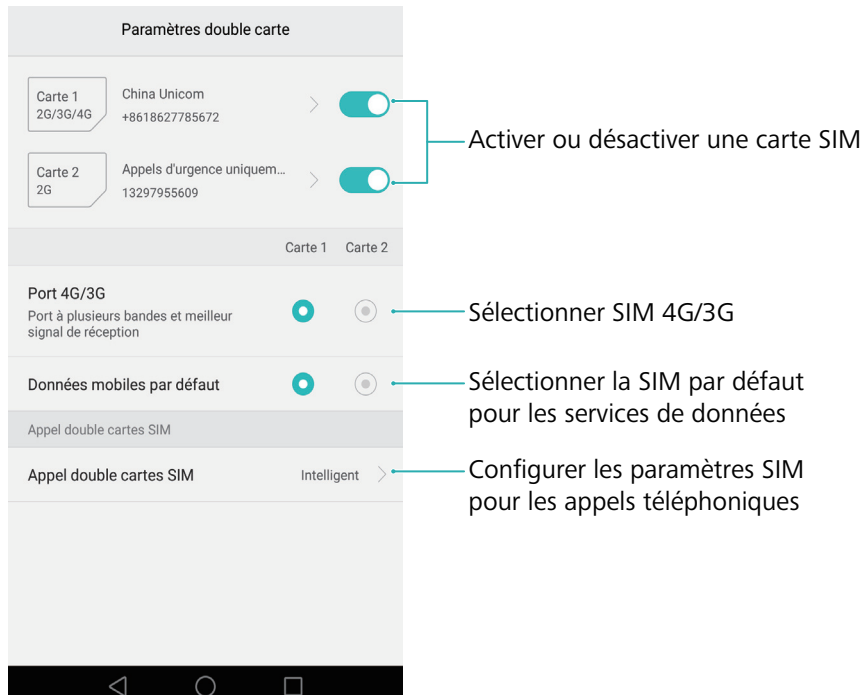 Paramètres double carte
Carte 1
2G/3G/4G
China Unicom
+8618627785672
Activer ou désactiver une carte SIM
Carte 2
2G
Appels d'urgence uniquem...
13297955609
Carte 1 Carte 2
Port 4G/3G
Port à plusieurs bandes et meilleur
signal de réception
Sélectionner SIM 4G/3G
Données mobiles par défaut
Sélectionner la SIM par défaut
pour les services de données
Appel double cartes SIM
Appel double cartes SIM Intelligent
Configurer les paramètres SIM
pour les appels téléphoniques